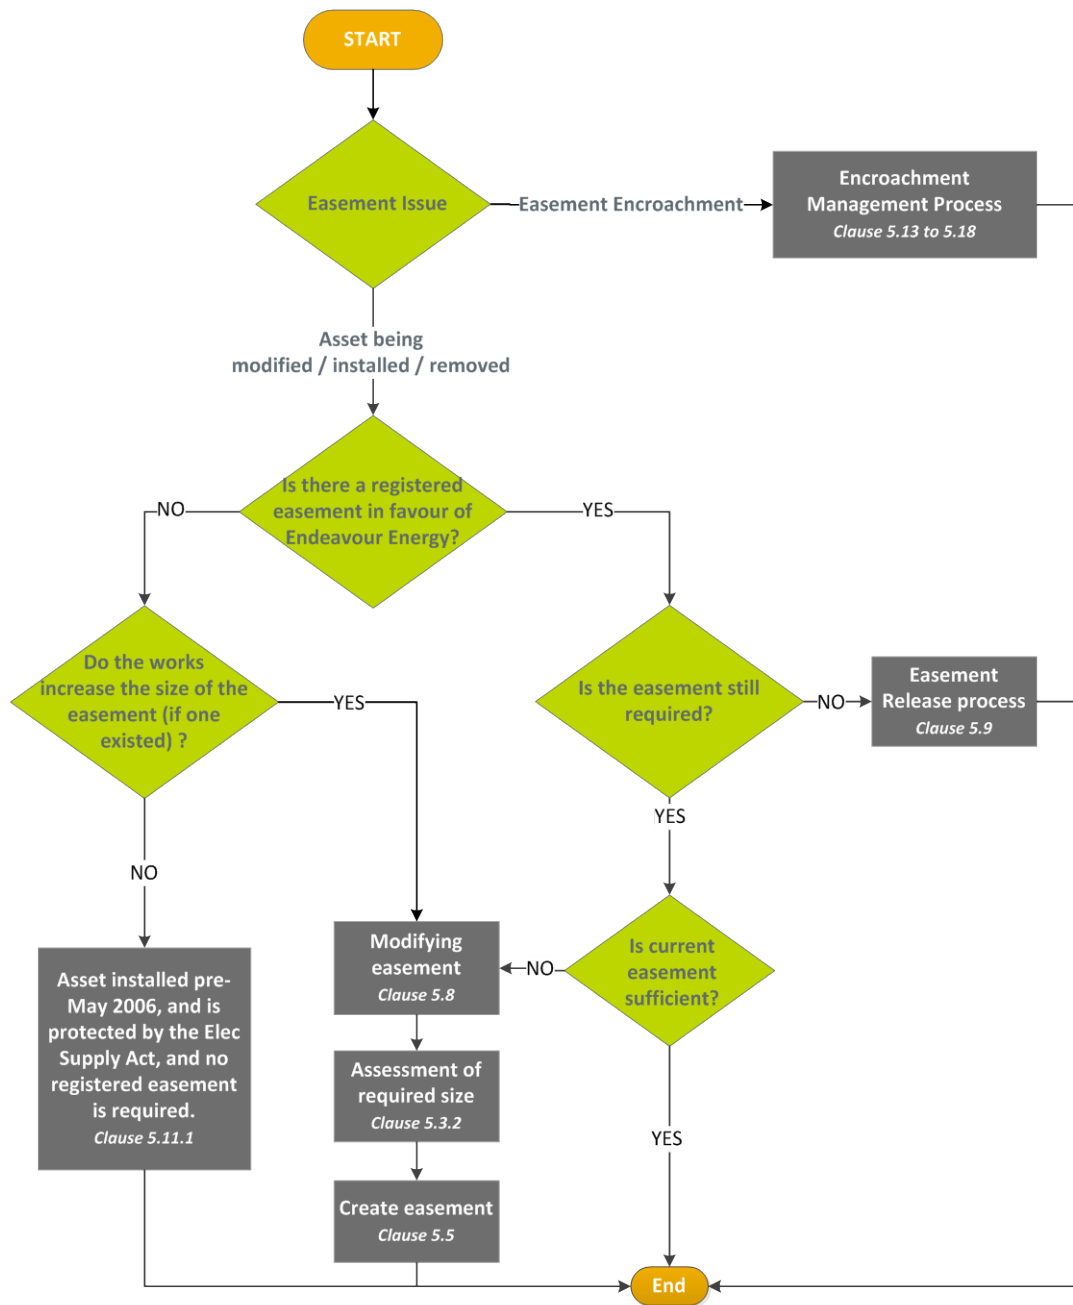 START
Easement Issue
Easement Encroachment
Encroachment
Management Process
Clause 5.13 to 5.18
Asset being
modified / installed / removed
Is there a registered
easement in favour of
Endeavour Energy?
NO
YES
Do the works
increase the size of the
easement (if one
existed) ?
YES
Is the easement still
required?
NO
Easement
Release process
Clause 5.9
YES
NO
Modifying
easement
Clause 5.8
NO
Is current
easement
sufficient?
Asset installed pre-
May 2006, and is
protected by the Elec
Supply Act, and no
registered easement
is required.
Clause 5.11.1
Assessment of
required size
Clause 5.3.2
YES
Create easement
Clause 5.5
End